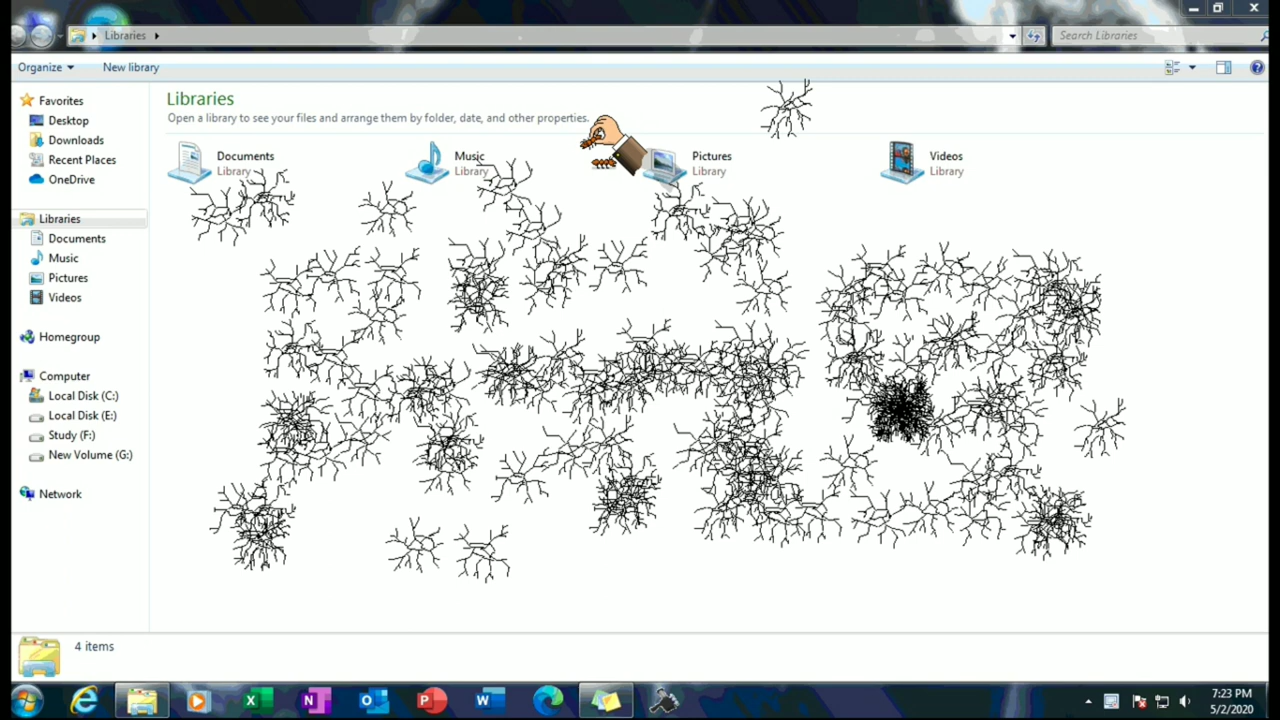 Libraries
Search Libraries
Organize
New library
Favorites
Desktop
Downloads
Recent Places
OneDrive
Libraries
Documents
Music
Pictures
Videos
Homegroup
Computer
Local Disk (C:)
Local Disk (E:)
Study (F:)
New Volume (G:)
Network
Libraries
Open a library to see your files and arrange them by folder, date, and other properties.
Documents
Library
Music
Library
Pictures
Library
Videos
Library
4 items
7:23 PM
5/2/2020